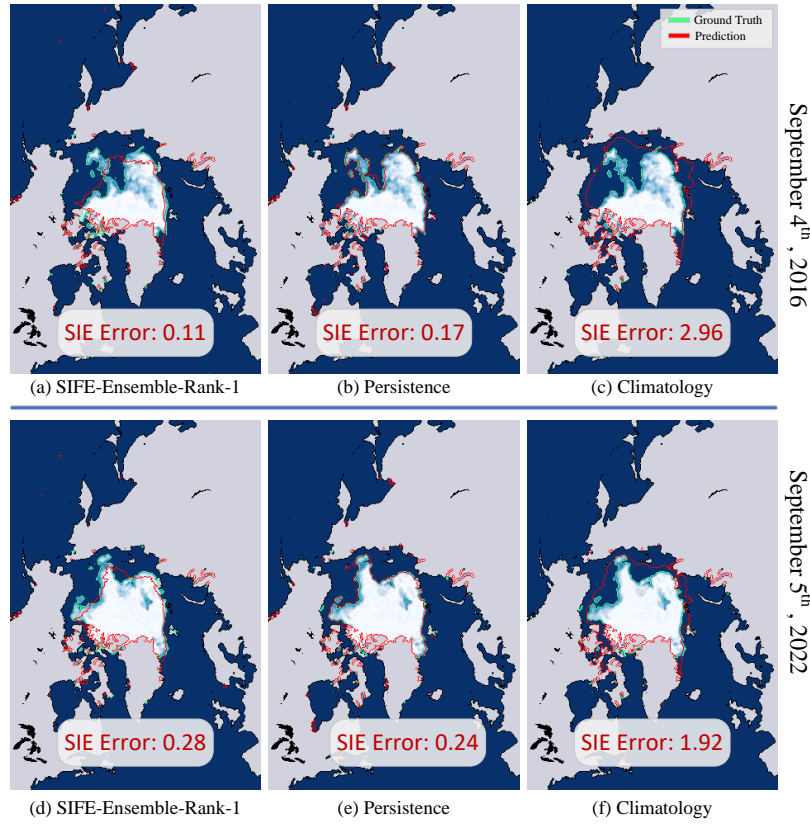 Ground Truth
Prediction
September 4th, 2016
SIE Error: 0.11
SIE Error: 0.17
SIE Error: 2.96
(a) SIFE-Ensemble-Rank-1
(b) Persistence
(c) Climatology
September 5th, 2022
SIE Error: 0.28
SIE Error: 0.24
SIE Error: 1.92
(d) SIFE-Ensemble-Rank-1
(e) Persistence
(f) Climatology